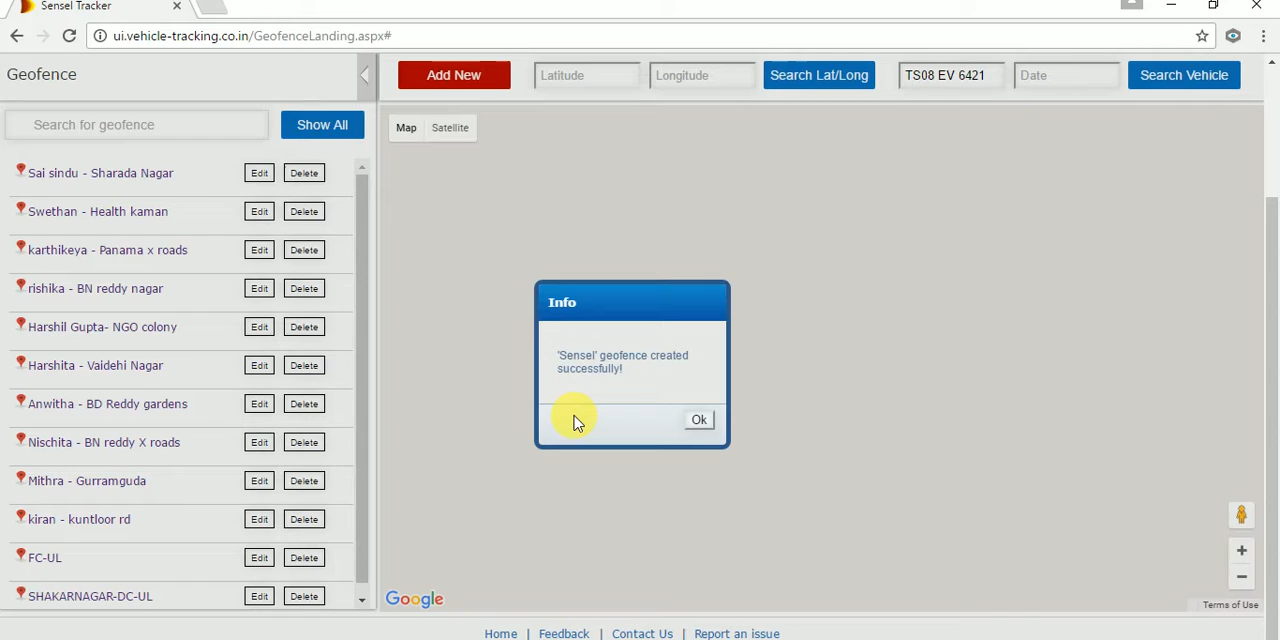 Sensel Tracker
ui.vehicle-tracking.co.in/GeofenceLanding.aspx#
Geofence
Add New
Latitude
Longitude
Search Lat/Long
TS08 EV 6421
Date
Search Vehicle
Search for geofence
Show All
Map
Satellite
Sai sindu - Sharada Nagar Edit Delete
Swethan - Health kaman Edit Delete
karthikeya - Panama x roads Edit Delete
rishika - BN reddy nagar Edit Delete
Harshil Gupta- NGO colony Edit Delete
Harshita - Vaidehi Nagar Edit Delete
Anwitha - BD Reddy gardens Edit Delete
Nischita - BN reddy X roads Edit Delete
Mithra - Gurramguda Edit Delete
kiran - kuntloor rd Edit Delete
FC-UL Edit Delete
SHAKARNAGAR-DC-UL Edit Delete
Info
'Sensel' geofence created
successfully!
Ok
Google
Terms of Use
Home | Feedback | Contact Us | Report an issue